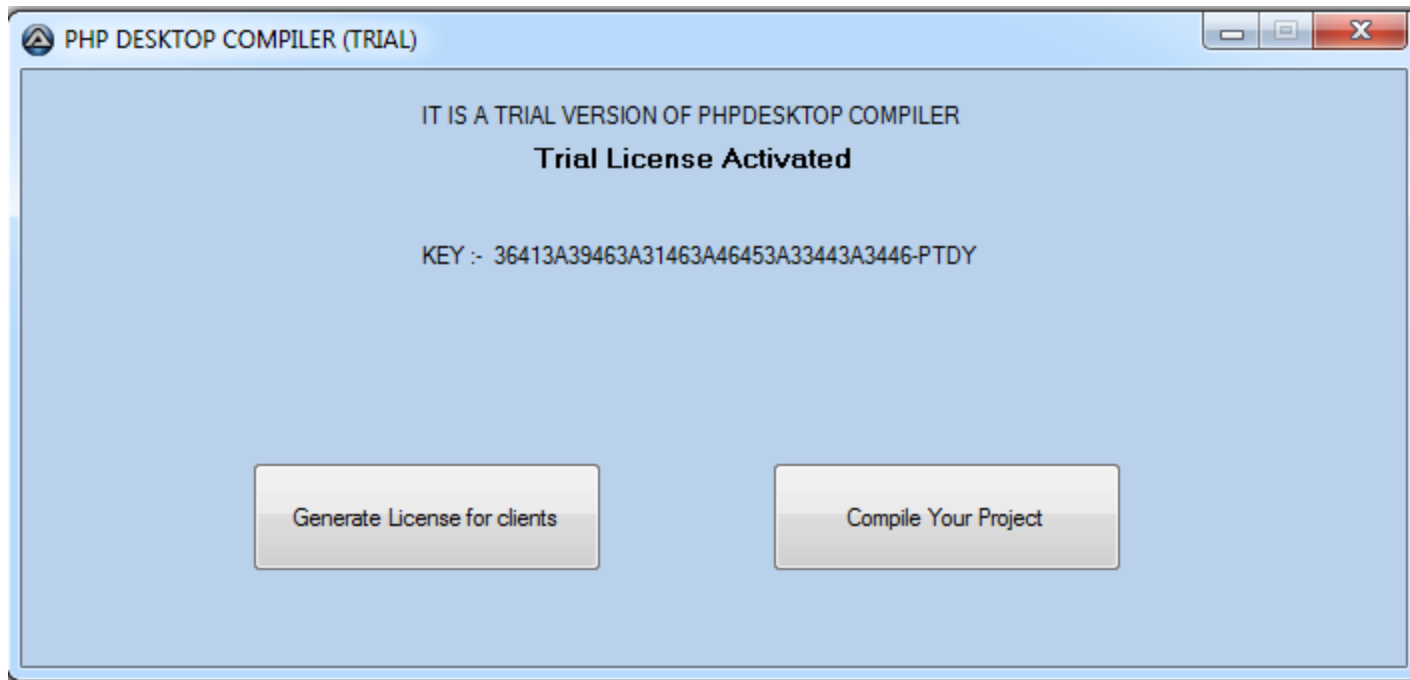 PHP DESKTOP COMPILER (TRIAL)
IT IS A TRIAL VERSION OF PHPDESKTOP COMPILER
Trial License Activated
KEY :- 36413A39463A31463A46453A33443A3446-PTDY
Generate License for clients
Compile Your Project